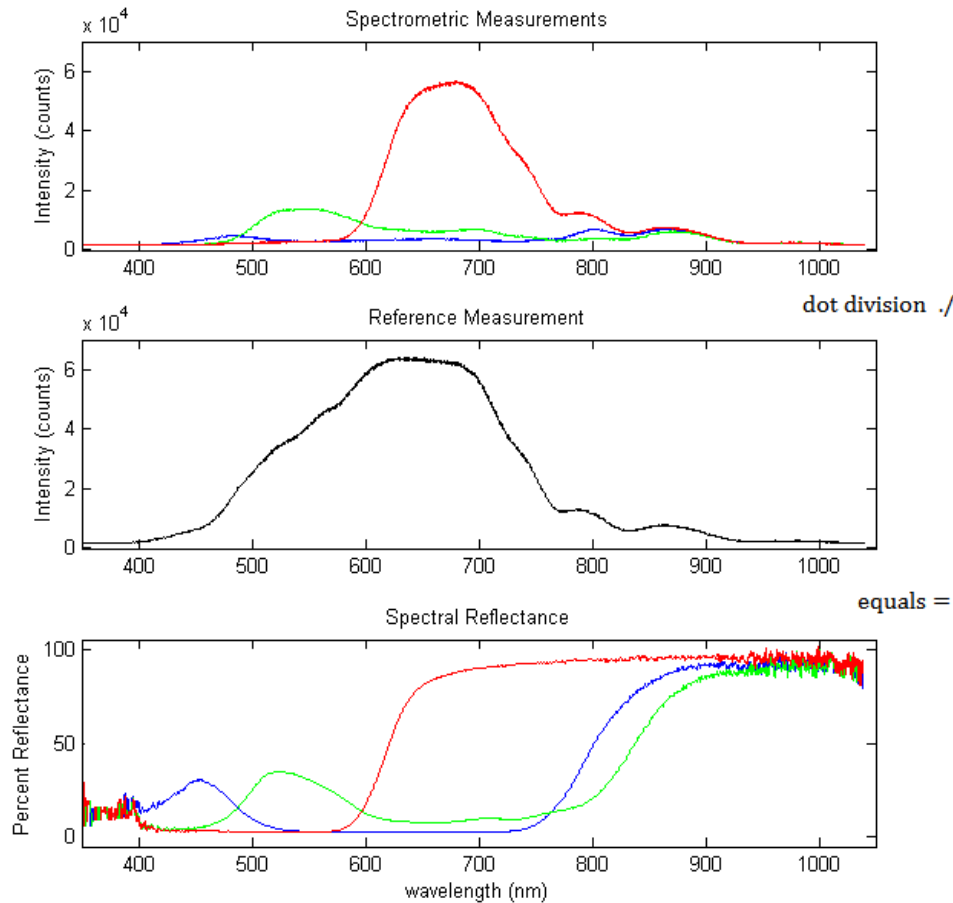 Spectrometric Measurements
x 10^4
6
4
2
0
Intensity (counts)
400 500 600 700 800 900 1000
dot division ./
Reference Measurement
x 10^4
6
4
2
0
Intensity (counts)
400 500 600 700 800 900 1000
equals =
Spectral Reflectance
100
50
0
Percent Reflectance
400 500 600 700 800 900 1000
wavelength (nm)